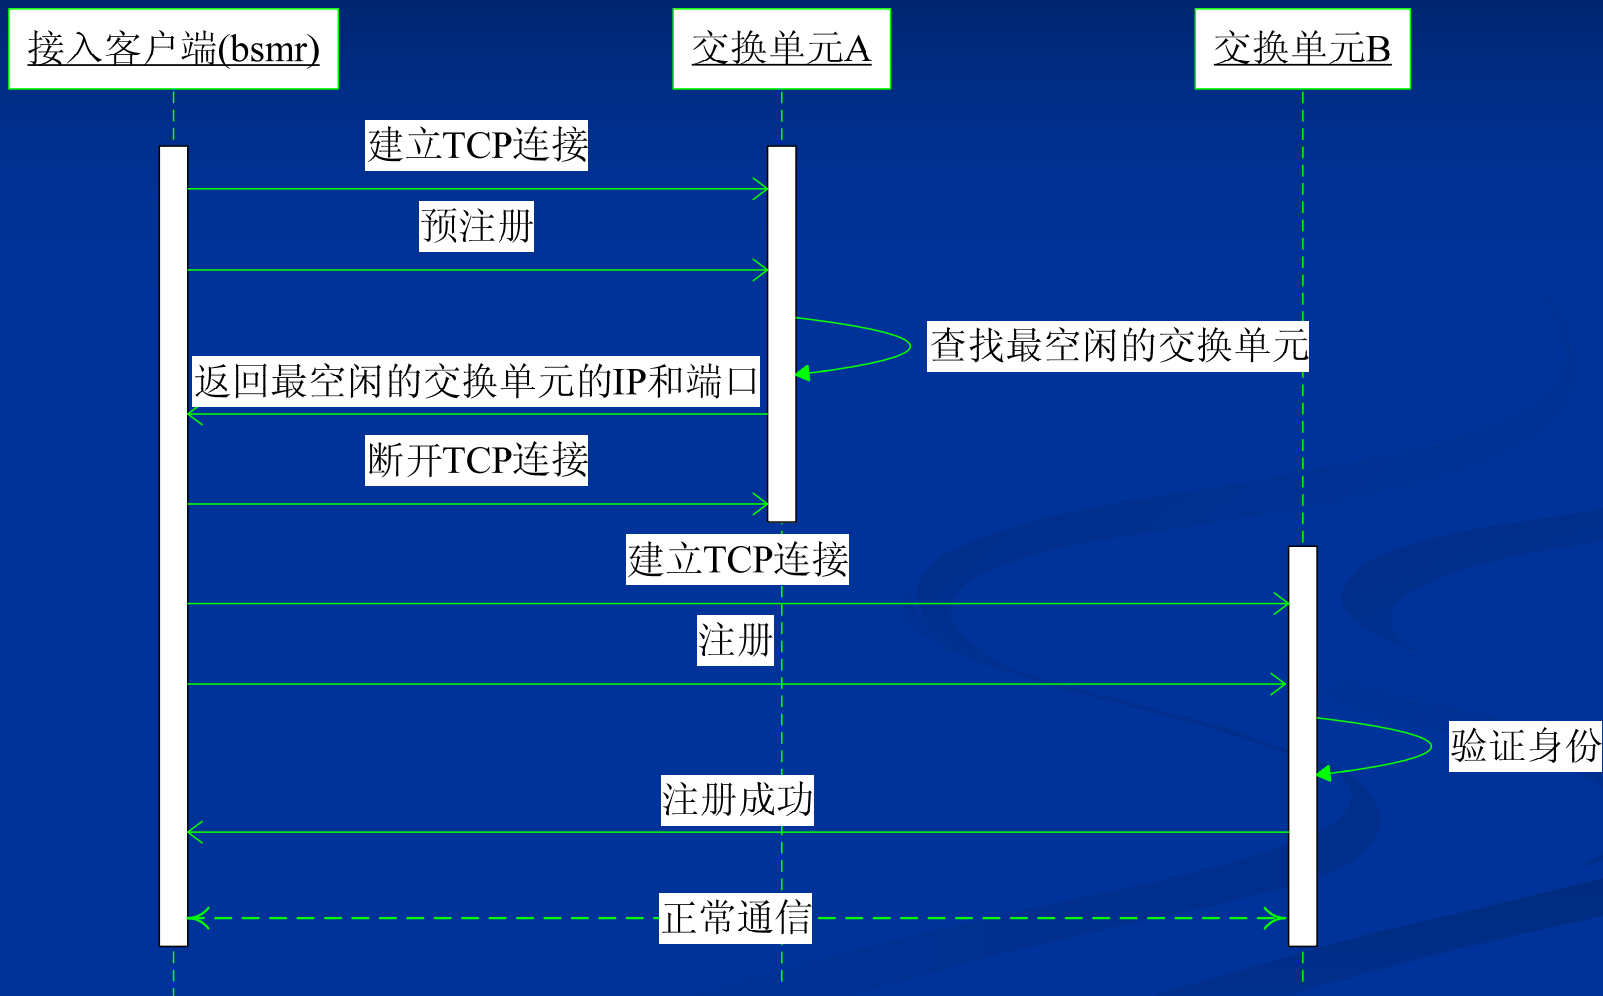 接入客户端(bsmr)
交换单元A
交换单元B
建立TCP连接
预注册
查找最空闲的交换单元
返回最空闲的交换单元的IP和端口
断开TCP连接
建立TCP连接
注册
验证身份
注册成功
正常通信